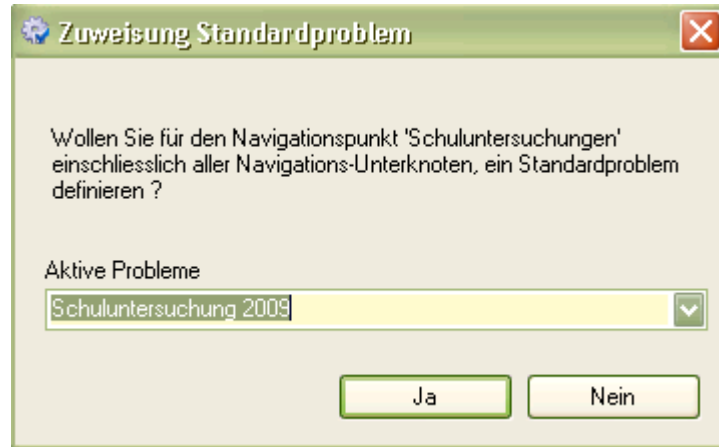 Zuweisung Standardproblem
Wollen Sie für den Navigationspunkt 'Schuluntersuchungen'
einschliesslich aller Navigations-Unterknoten, ein Standardproblem
definieren ?
Aktive Probleme
Schuluntersuchung 2009
Ja
Nein